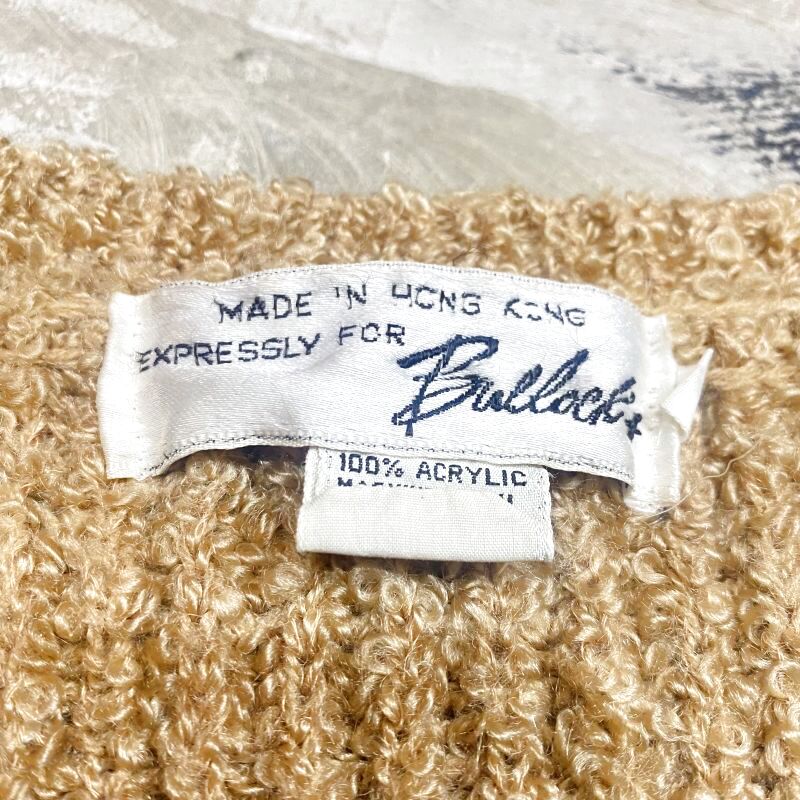 MADE IN HONG KONG
EXPRESSLY FOR
Bullock's
100% ACRYLIC